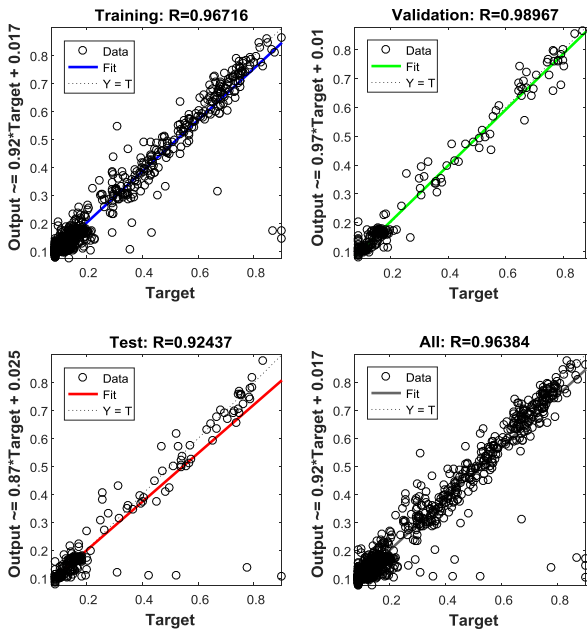 Training: R=0.96716
Output ~= 0.92*Target + 0.017
0.8
0.7
0.6
0.5
0.4
0.3
0.2
0.1
Data
Fit
Y = T
0.2 0.4 0.6 0.8
Target
Validation: R=0.98967
Output ~= 0.97*Target + 0.01
0.8
0.7
0.6
0.5
0.4
0.3
0.2
0.1
Data
Fit
Y = T
0.2 0.4 0.6 0.8
Target
Test: R=0.92437
Output ~= 0.87*Target + 0.025
0.8
0.7
0.6
0.5
0.4
0.3
0.2
0.1
Data
Fit
Y = T
0.2 0.4 0.6 0.8
Target
All: R=0.96384
Output ~= 0.92*Target + 0.017
0.8
0.7
0.6
0.5
0.4
0.3
0.2
0.1
Data
Fit
Y = T
0.2 0.4 0.6 0.8
Target